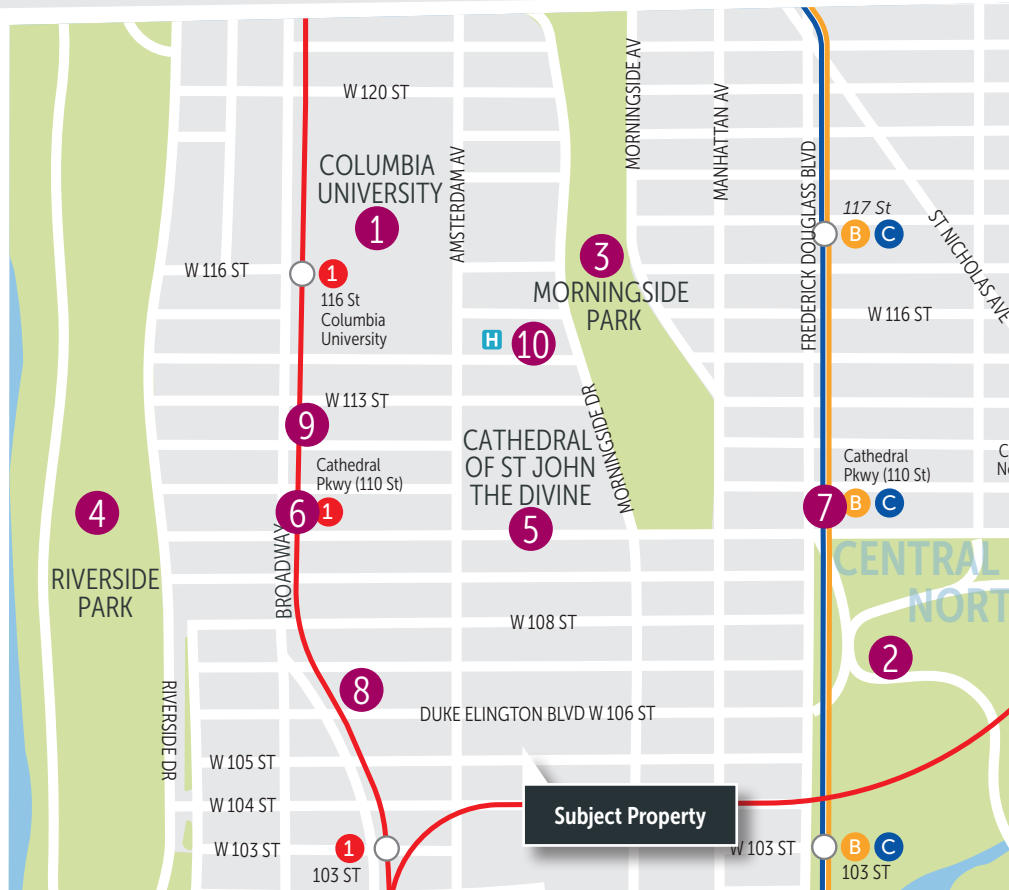 W 120 ST
MORNINGSIDE AV
MANHATTAN AV
COLUMBIA
UNIVERSITY
1
AMSTERDAM AV
FREDERICK DOUGLASS BLVD
117 St
B C
ST NICHOLAS AVE
3
MORNINGSIDE
PARK
W 116 ST
1
116 St
Columbia
University
W 116 ST
H
10
W 113 ST
9
MORNINGSIDE DR
CATHEDRAL
OF ST JOHN
THE DIVINE
5
Cathedral
Pkwy (110 St)
6
1
Cathedral
Pkwy (110 St)
7
B C
C
4
RIVERSIDE
PARK
BROADWAY
CENTRAL
NORT
W 108 ST
2
8
RIVERSIDE DR
DUKE ELINGTON BLVD W 106 ST
W 105 ST
W 104 ST
Subject Property
W 103 ST
1
103 ST
W 103 ST
B C
103 ST